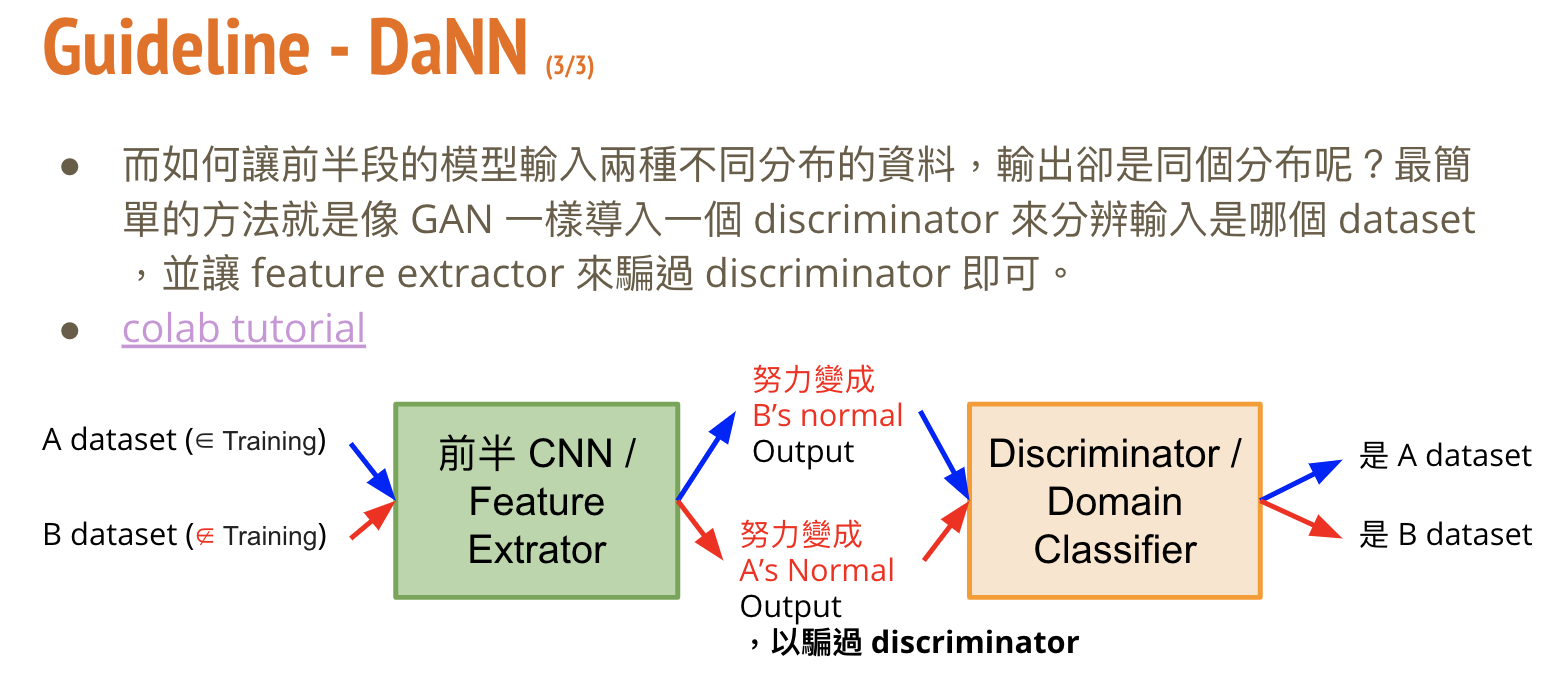 Guideline - DaNN (3/3)
● 而如何讓前半段的模型輸入兩種不同分布的資料，輸出卻是同個分布呢？最簡
單的方法就是像 GAN 一樣導入一個 discriminator 來分辨輸入是哪個 dataset
，並讓 feature extractor 來騙過 discriminator 即可。
● colab tutorial
A dataset (∈ Training)
B dataset (∉ Training)
前半 CNN /
Feature
Extrator
努力變成
B’s normal
Output
努力變成
A’s Normal
Output
，以騙過 discriminator
Discriminator /
Domain
Classifier
是 A dataset
是 B dataset